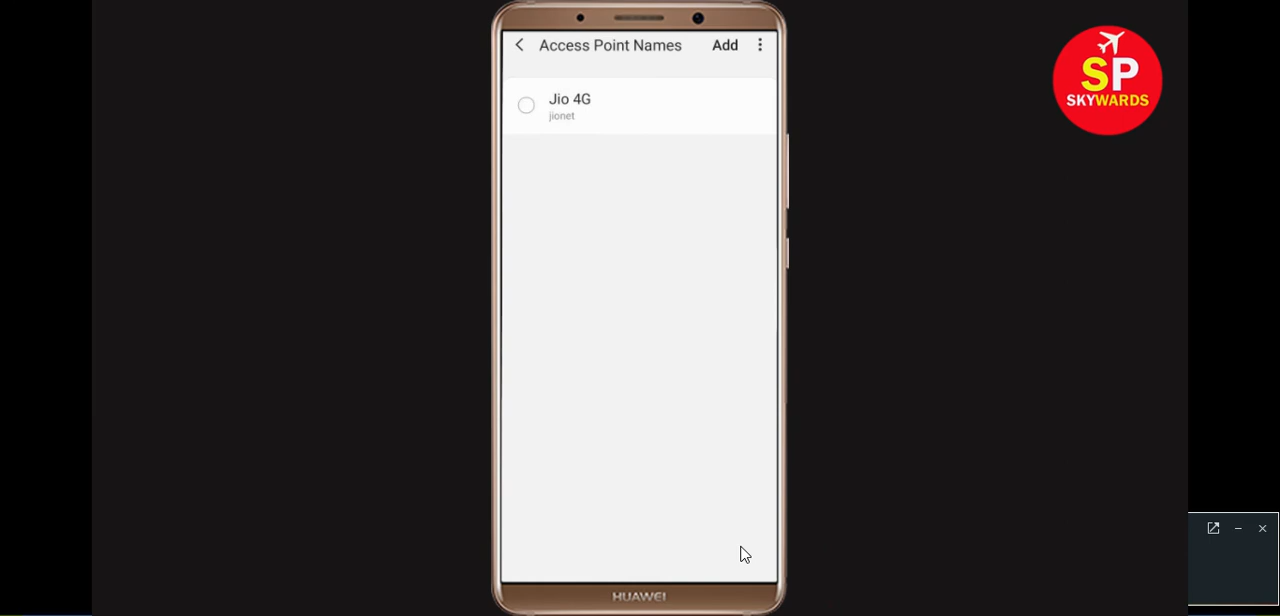 Access Point Names Add
Jio 4G
jionet
SP
SKYWARDS
HUAWEI